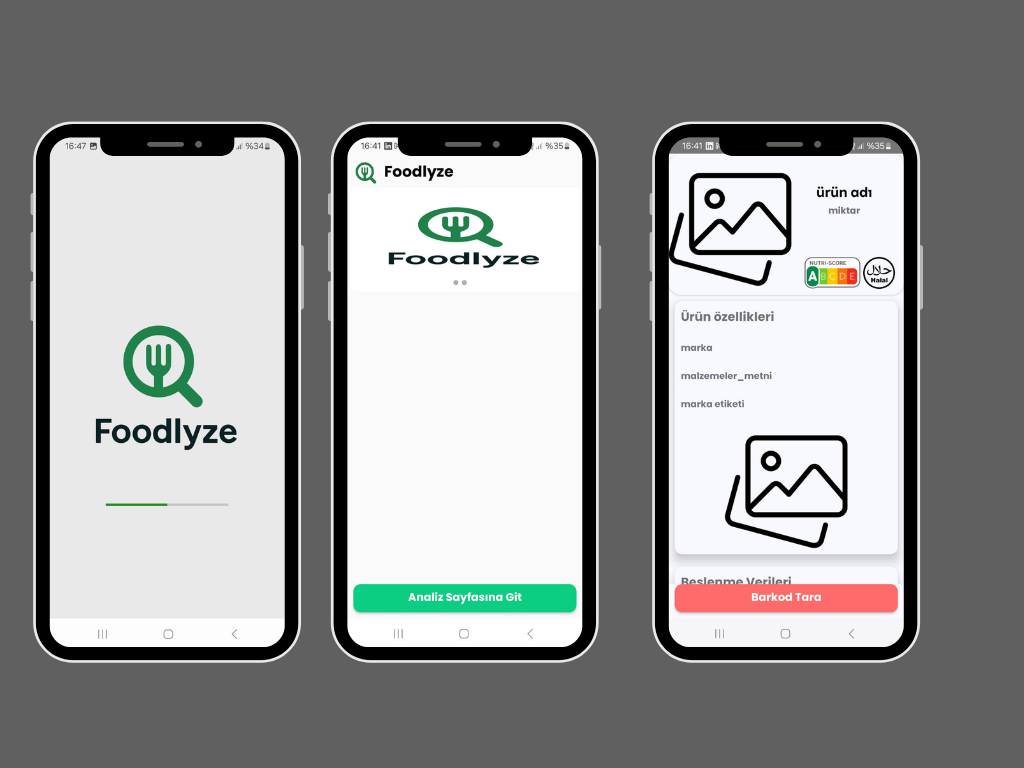 16:47
%34
Foodlyze
16:41
%35
Foodlyze
Foodlyze
Analiz Sayfasına Git
16:41
%35
ürün adı
miktar
NUTRI-SCORE
A B C D E
حلال
Halal
Ürün özellikleri
marka
malzemeler_metni
marka etiketi
Beslenme Verileri
Barkod Tara